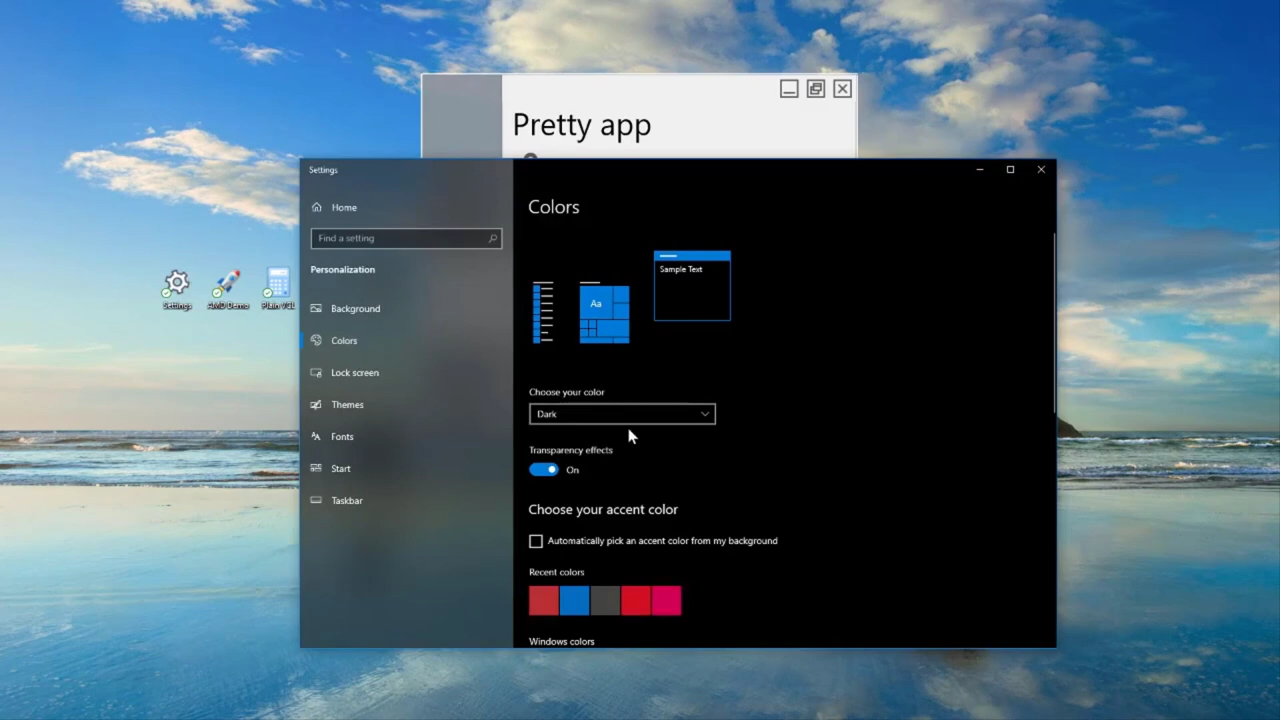 Pretty app
Settings
Home
Find a setting
Personalization
Background
Colors
Lock screen
Themes
Fonts
Start
Taskbar
Colors
Sample Text
Aa
Choose your color
Dark
Transparency effects
On
Choose your accent color
Automatically pick an accent color from my background
Recent colors
Windows colors
Settings
AMD Demo
Plain VCL